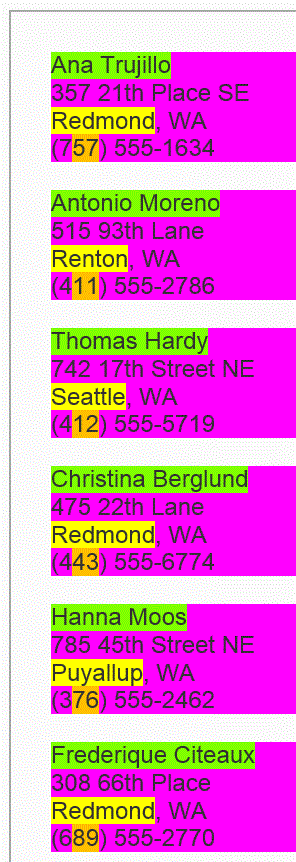 Ana Trujillo
357 21th Place SE
Redmond, WA
(757) 555-1634
Antonio Moreno
515 93th Lane
Renton, WA
(411) 555-2786
Thomas Hardy
742 17th Street NE
Seattle, WA
(412) 555-5719
Christina Berglund
475 22th Lane
Redmond, WA
(443) 555-6774
Hanna Moos
785 45th Street NE
Puyallup, WA
(376) 555-2462
Frederique Citeaux
308 66th Place
Redmond, WA
(689) 555-2770